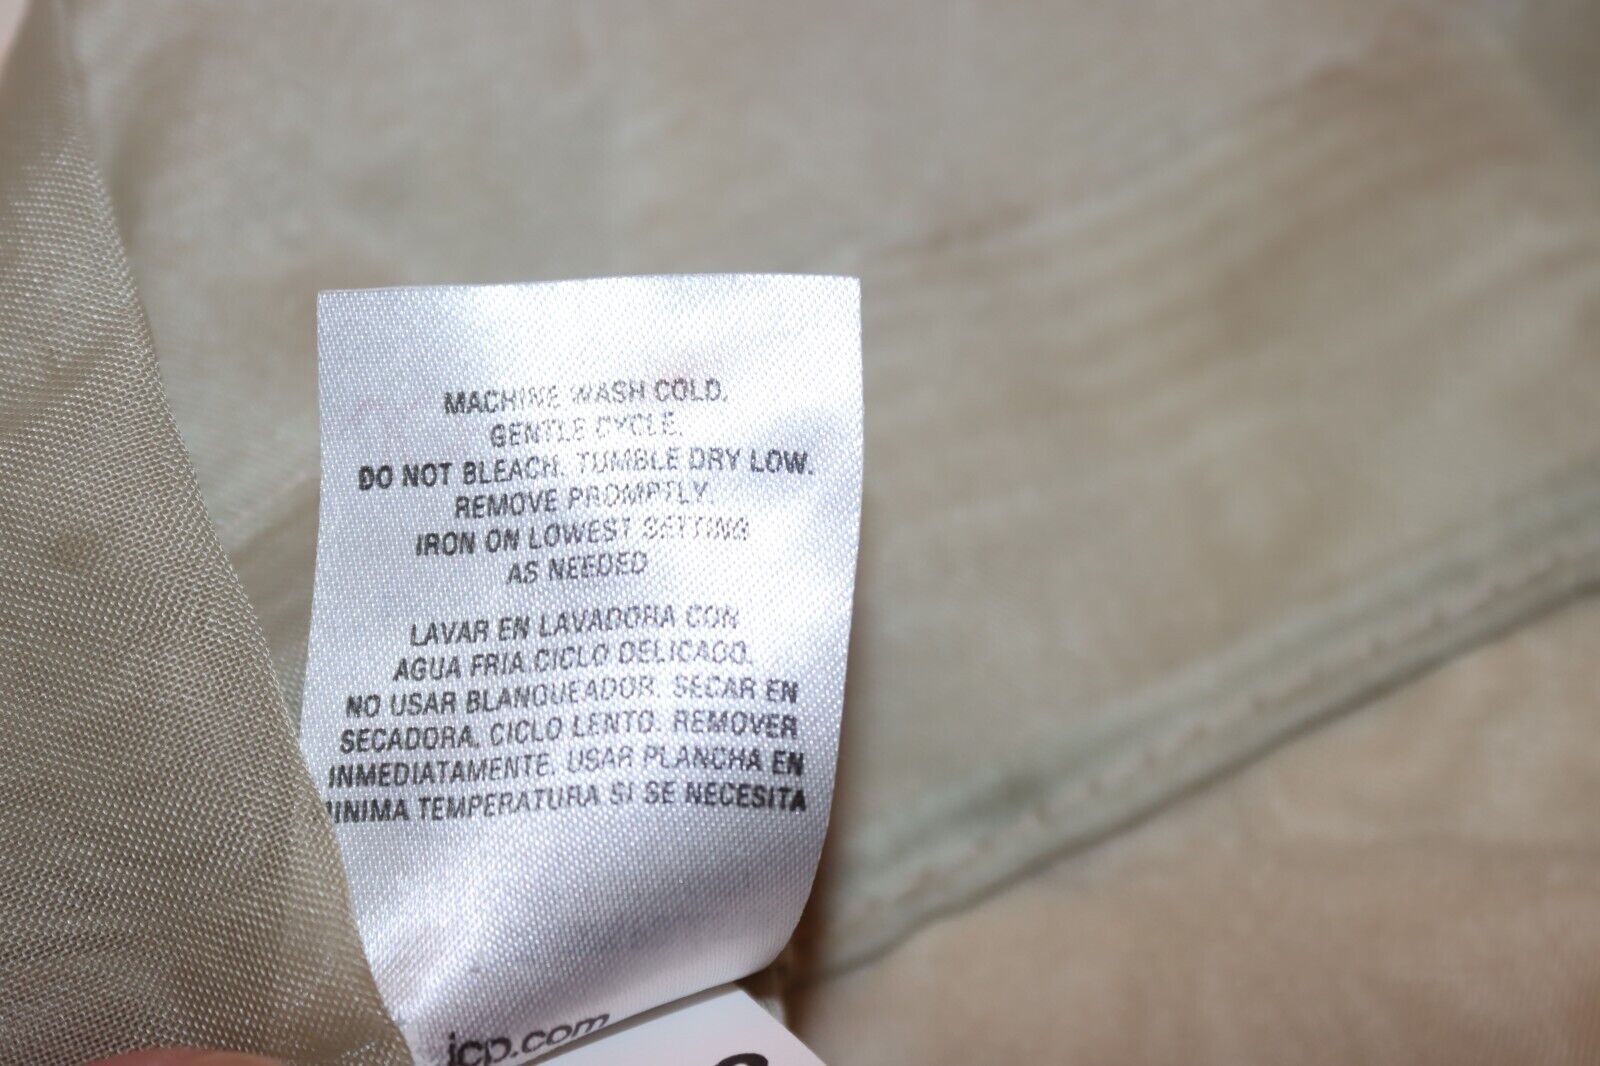 MACHINE WASH COLD.
GENTLE CYCLE.
DO NOT BLEACH. TUMBLE DRY LOW.
REMOVE PROMPTLY
IRON ON LOWEST SETTING
AS NEEDED
LAVAR EN LAVADORA CON
AGUA FRIA CICLO DELICADO.
NO USAR BLANQUEADOR. SECAR EN
SECADORA. CICLO LENTO. REMOVER
INMEDIATAMENTE. USAR PLANCHA EN
INIMA TEMPERATURA SI SE NECESITA
jcp.com